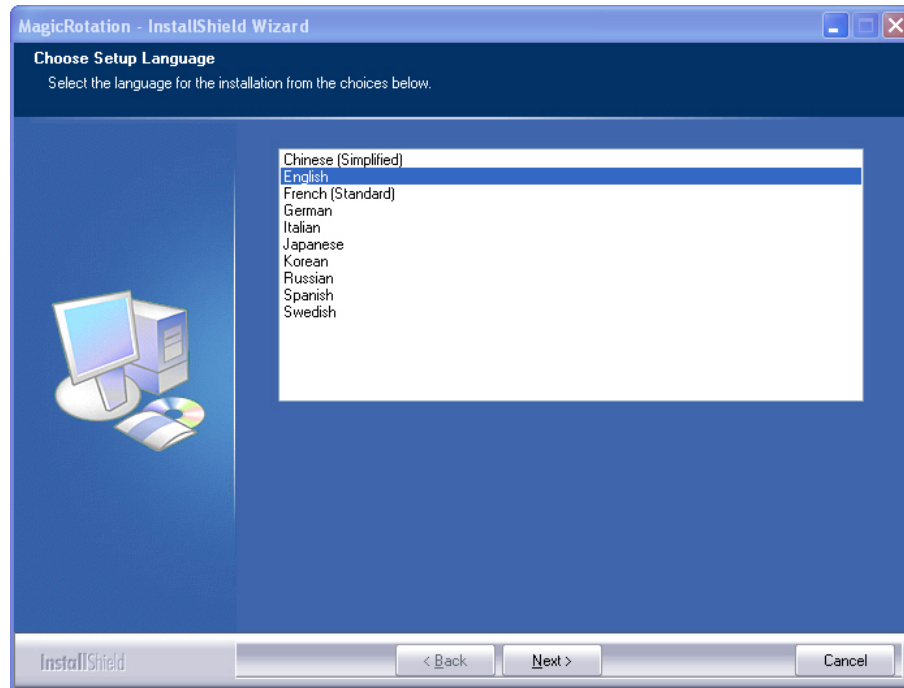 MagicRotation - InstallShield Wizard
Choose Setup Language
Select the language for the installation from the choices below.
Chinese (Simplified)
English
French (Standard)
German
Italian
Japanese
Korean
Russian
Spanish
Swedish
InstallShield
< Back
Next >
Cancel